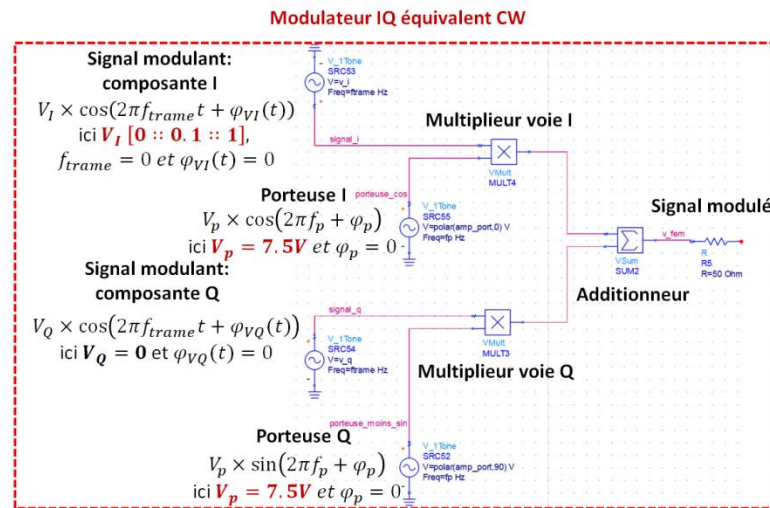 Modulateur IQ équivalent CW
Signal modulant:
composante I
V_I × cos(2πf_trame t + φ_VI(t))
ici V_I [0 :: 0.1 :: 1],
f_trame = 0 et φ_VI(t) = 0
V_1Tone
SRC53
V=v_i
Freq=ftrame Hz
signal_i
Multiplieur voie I
VMult
MULT4
Porteuse I
V_p × cos(2πf_p + φ_p)
ici V_p = 7.5V et φ_p = 0
porteuse_cos
V_1Tone
SRC55
V=polar(amp_port,0) V
Freq=fp Hz
Signal modulé
v_fem
VSum
SUM2
R
R5
R=50 Ohm
Additionneur
Signal modulant:
composante Q
V_Q × cos(2πf_trame t + φ_VQ(t))
ici V_Q = 0 et φ_VQ(t) = 0
signal_q
V_1Tone
SRC54
V=v_q
Freq=ftrame Hz
VMult
MULT3
Multiplieur voie Q
porteuse_moins_sin
Porteuse Q
V_p × sin(2πf_p + φ_p)
ici V_p = 7.5V et φ_p = 0
V_1Tone
SRC52
V=polar(amp_port,90) V
Freq=fp Hz